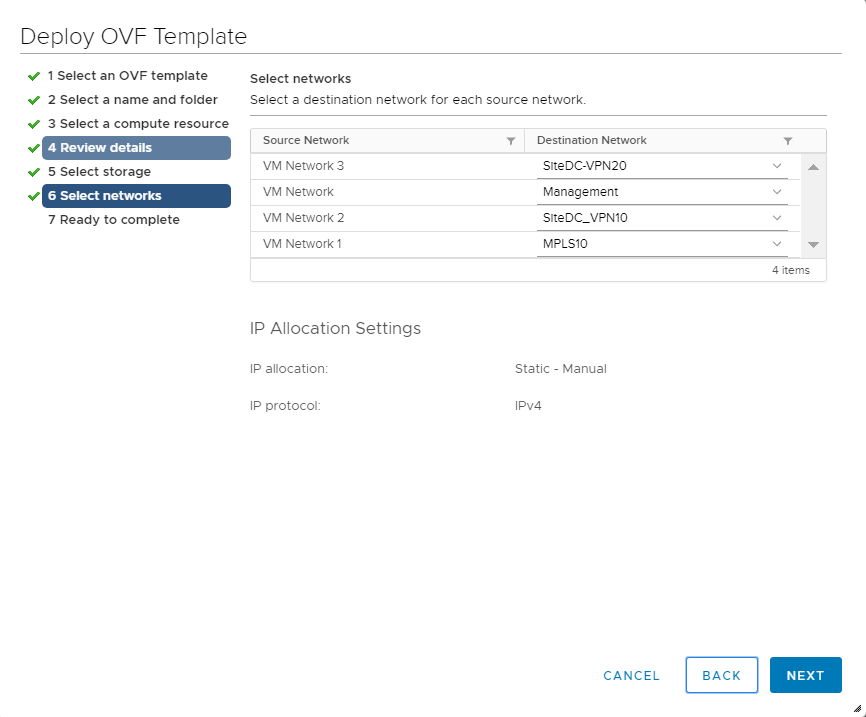 Deploy OVF Template
1 Select an OVF template
2 Select a name and folder
3 Select a compute resource
4 Review details
5 Select storage
6 Select networks
7 Ready to complete
Select networks
Select a destination network for each source network.
Source Network Destination Network
VM Network 3 SiteDC-VPN20
VM Network Management
VM Network 2 SiteDC_VPN10
VM Network 1 MPLS10
4 items
IP Allocation Settings
IP allocation: Static - Manual
IP protocol: IPv4
CANCEL BACK NEXT